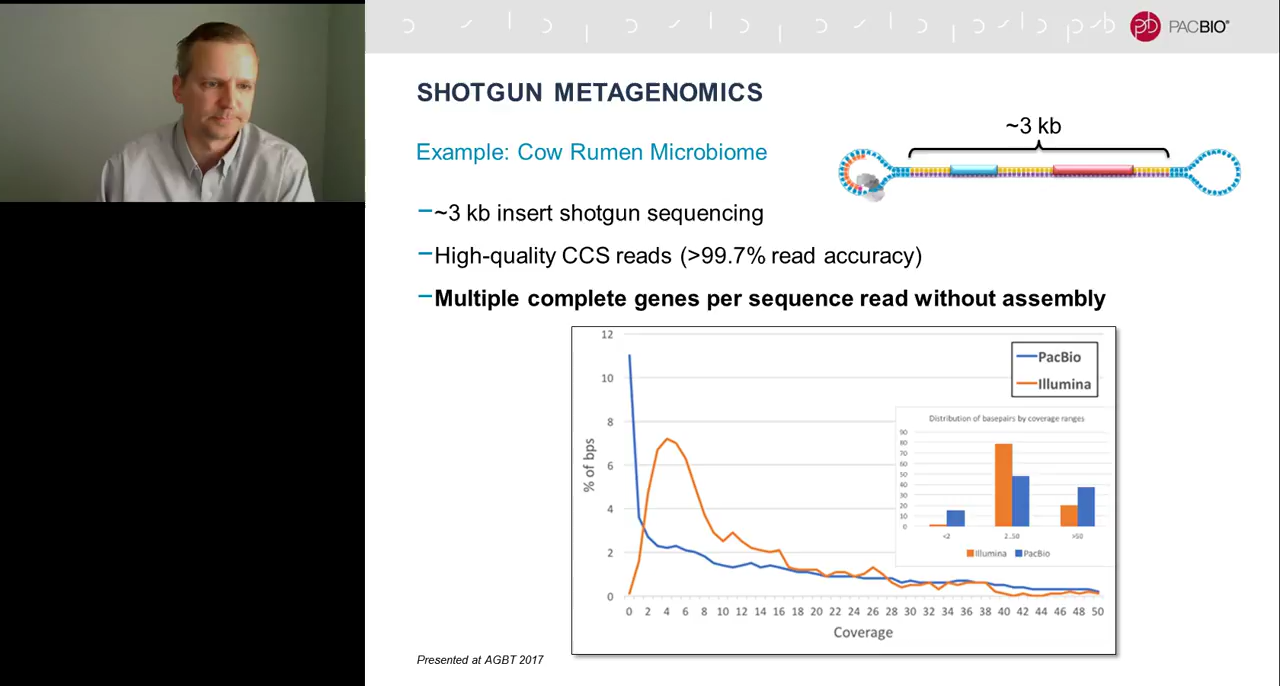 PACBIO®
SHOTGUN METAGENOMICS
Example: Cow Rumen Microbiome
~3 kb
–~3 kb insert shotgun sequencing
–High-quality CCS reads (>99.7% read accuracy)
–Multiple complete genes per sequence read without assembly
12
10
8
6
4
2
0
% of bps
PacBio
Illumina
Distribution of basepairs by coverage ranges
90
80
70
60
50
40
30
20
10
0
<2 2..50 >50
Illumina PacBio
0 2 4 6 8 10 12 14 16 18 20 22 24 26 28 30 32 34 36 38 40 42 44 46 48 50
Coverage
Presented at AGBT 2017